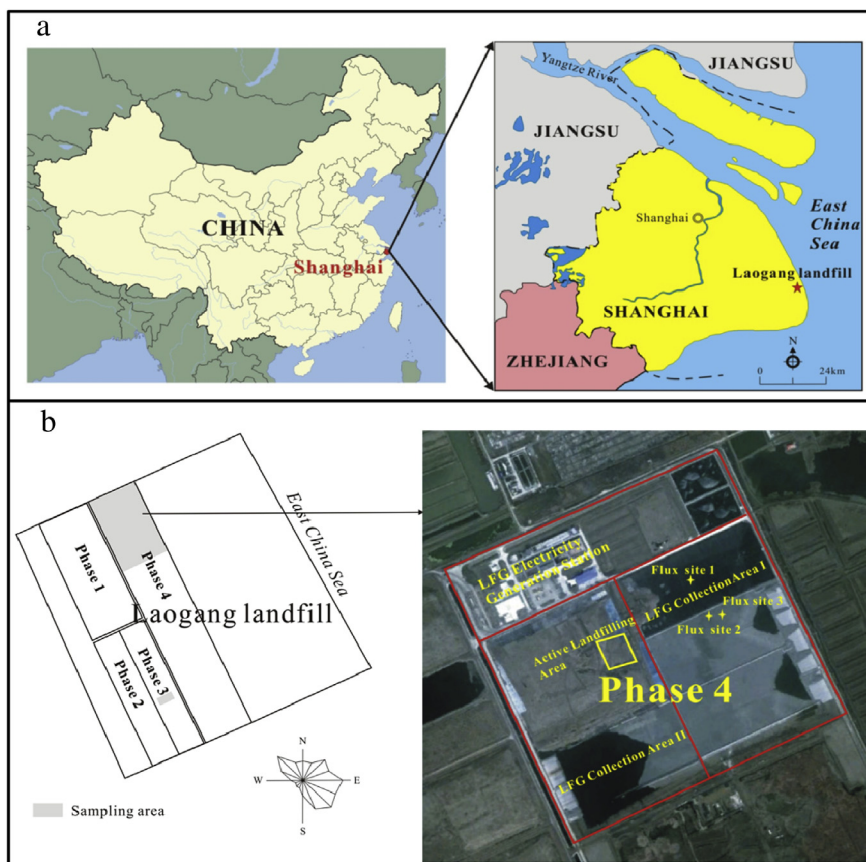 a
CHINA
Shanghai
JIANGSU
Yangtze River
JIANGSU
Shanghai
East
China
Sea
Laogang landfill
SHANGHAI
ZHEJIANG
N
0
24km
b
East China Sea
Phase 1
Phase 4
Laogang landfill
Phase 2
Phase 3
N
W
E
S
Sampling area
LFG Electricity
Generation Station
Flux site 1
LFG Collection Area I
Flux site 3
Flux site 2
Active Landfilling
Area
Phase 4
LFG Collection Area II